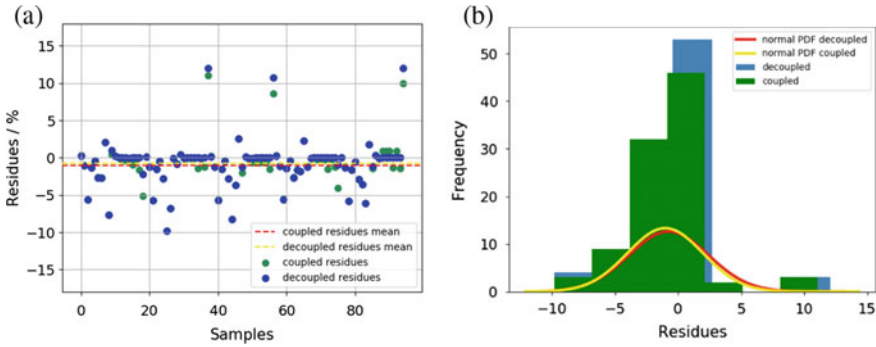 (a)
15
10
5
0
−5
−10
−15
Residues / %
0
20
40
60
80
Samples
coupled residues mean
decoupled residues mean
coupled residues
decoupled residues
(b)
50
40
30
20
10
0
Frequency
−10
−5
0
5
10
15
Residues
normal PDF decoupled
normal PDF coupled
decoupled
coupled